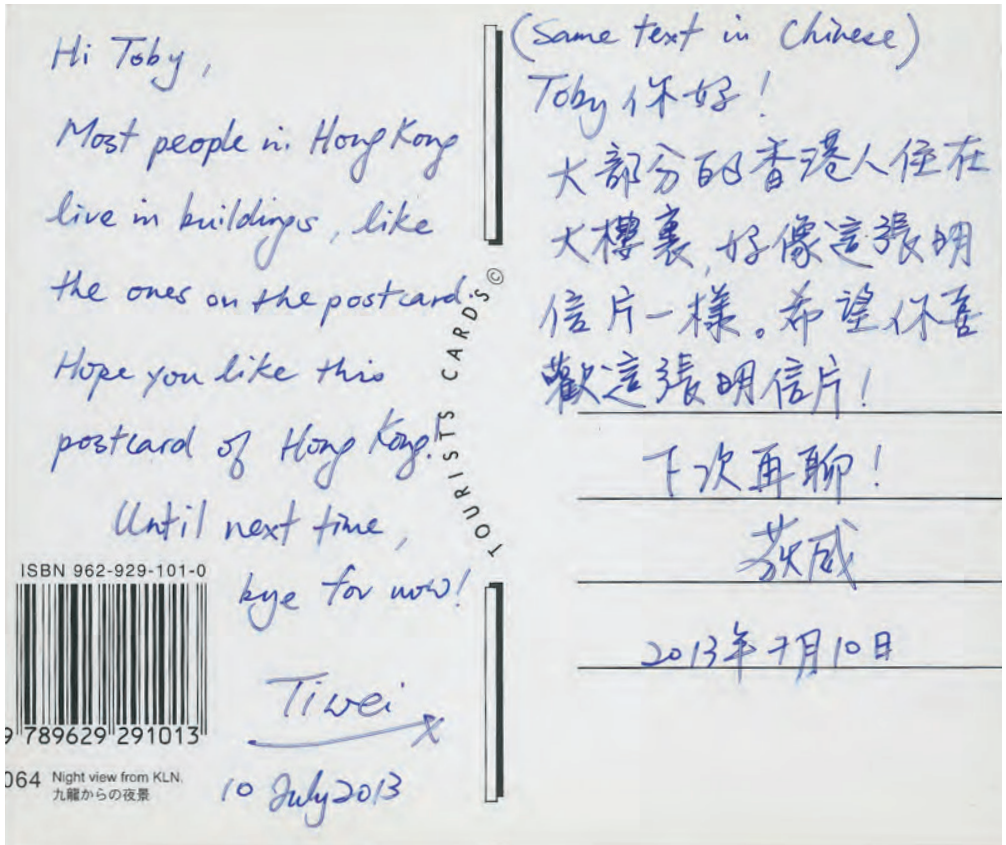 Hi Toby,
Most people in Hong Kong
live in buildings, like
the ones on the postcard.
Hope you like this
postcard of Hong Kong!
Until next time,
bye for now!
Tiwei
x
10 July 2013
ISBN 962-929-101-0
9 789629 291013
064 Night view from KLN.
九龍からの夜景
TOURISTS CARD'S ©
(Same text in Chinese)
Toby 你好!
大部分的香港人住在
大樓裏,好像這張明
信片一樣。希望你喜
歡這張明信片!
下次再聊!
荻威
2013年7月10日